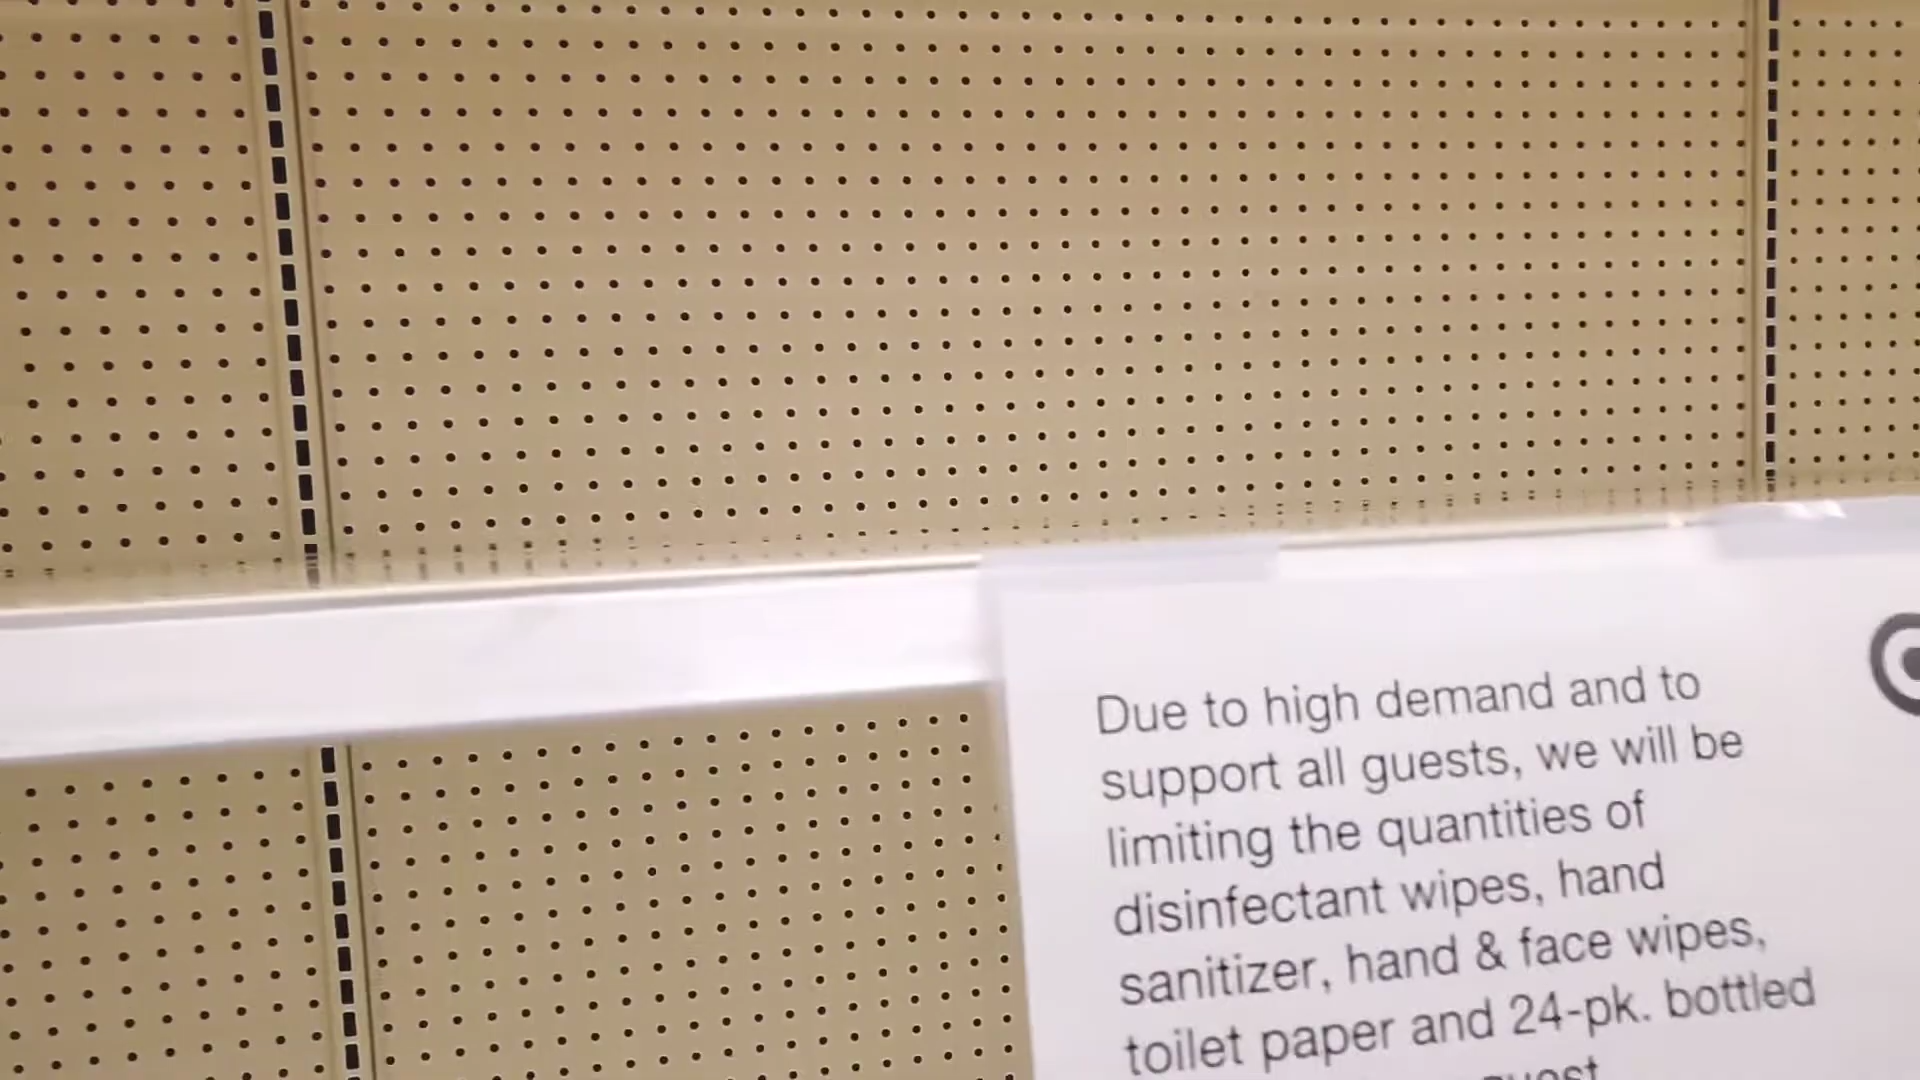 Due to high demand and to
support all guests, we will be
limiting the quantities of
disinfectant wipes, hand
sanitizer, hand & face wipes,
toilet paper and 24-pk. bottled
guest